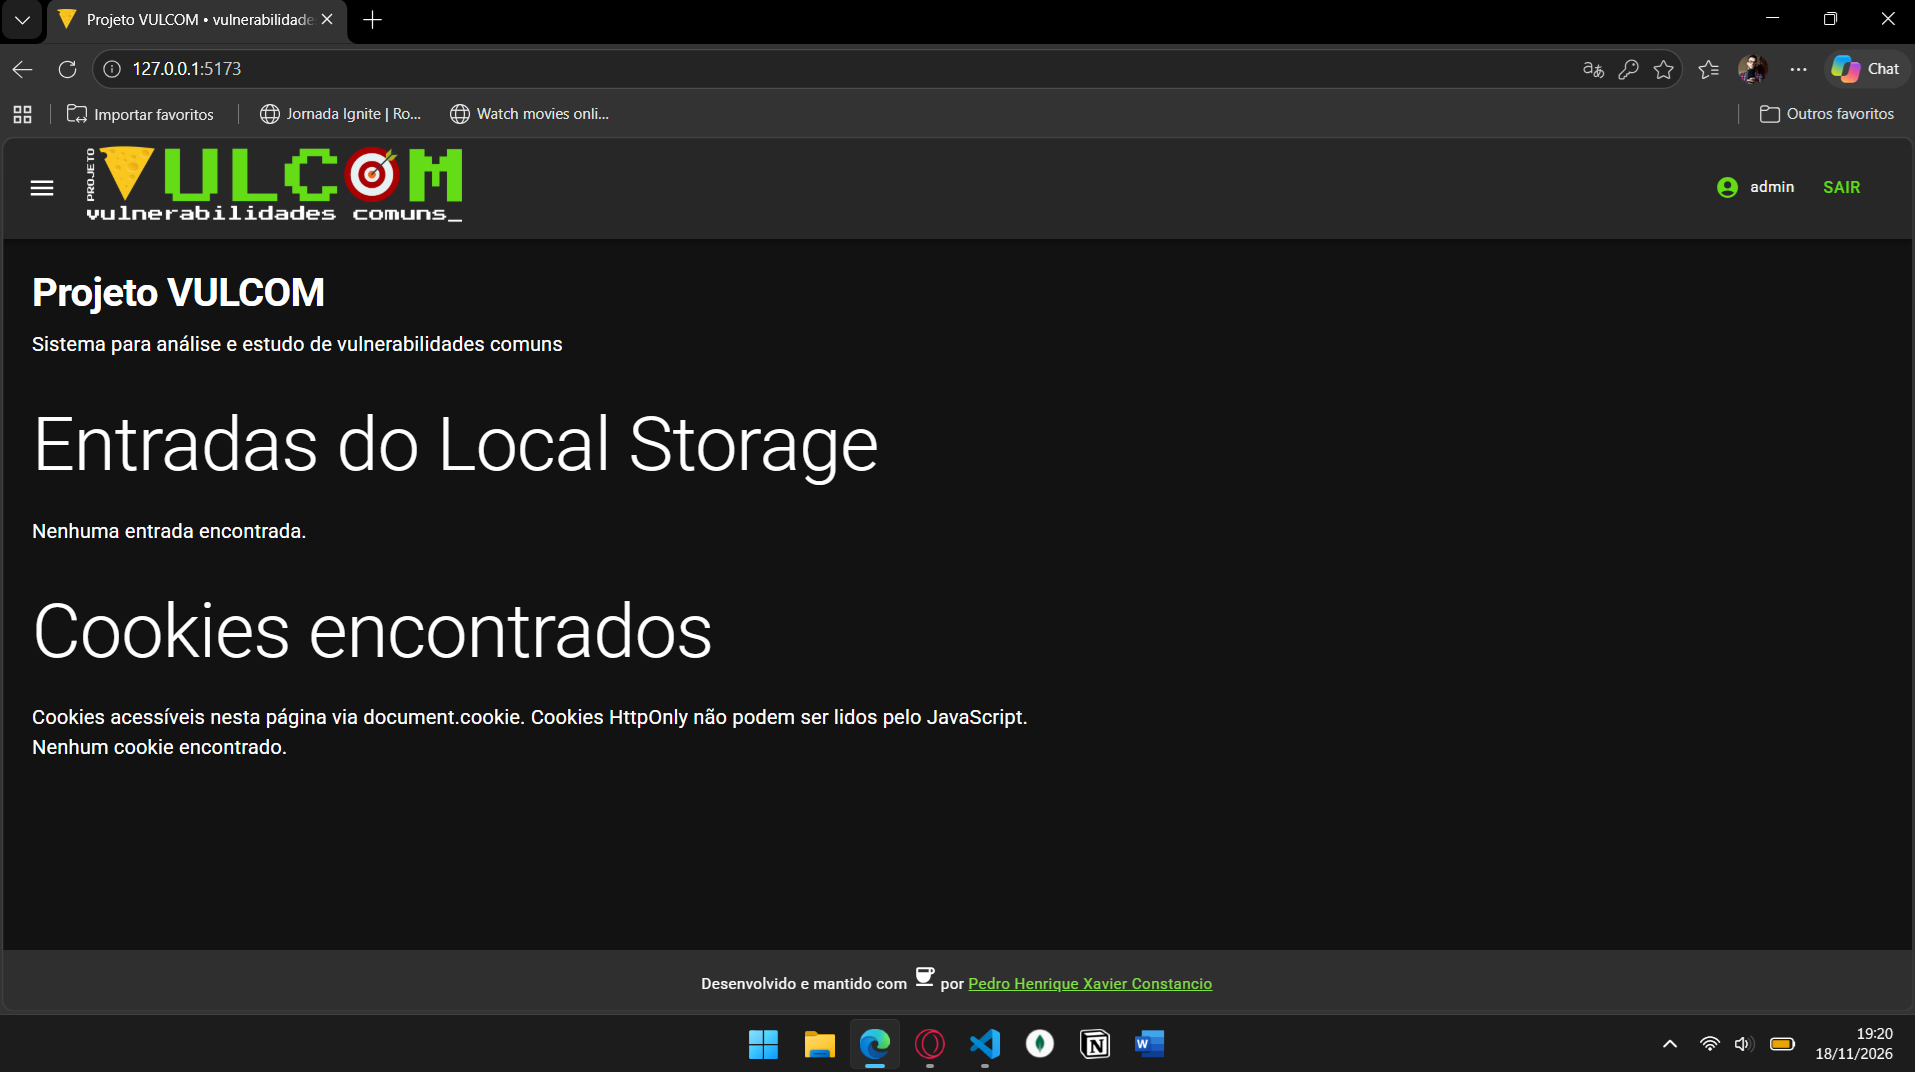 Projeto VULCOM • vulnerabilidade
127.0.0.1:5173
Chat
Importar favoritos
Jornada Ignite | Ro...
Watch movies onli...
Outros favoritos
PROJETO VULCOM
vulnerabilidades comuns_
admin
SAIR
Projeto VULCOM
Sistema para análise e estudo de vulnerabilidades comuns
Entradas do Local Storage
Nenhuma entrada encontrada.
Cookies encontrados
Cookies acessíveis nesta página via document.cookie. Cookies HttpOnly não podem ser lidos pelo JavaScript.
Nenhum cookie encontrado.
Desenvolvido e mantido com por Pedro Henrique Xavier Constancio
19:20
18/11/2026